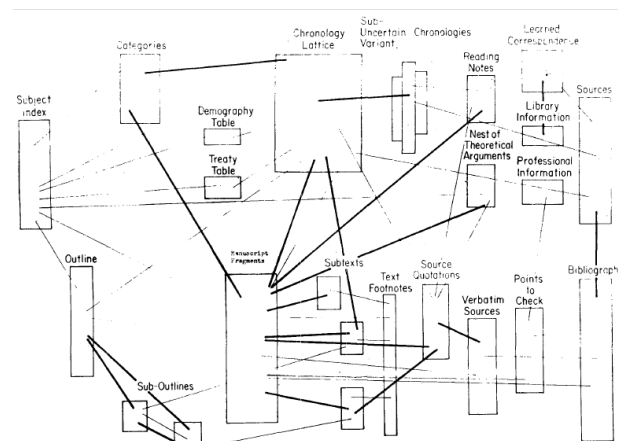 Categories
Chronology
Lattice
Sub-
Uncertain
Variant
Chronologies
Learned
Correspondence
Reading
Notes
Sources
Subject
Index
Demography
Table
Library
Information
Nest of
Theoretical
Arguments
Treaty
Table
Professional
Information
Manuscript
Fragments
Outline
Subtexts
Text
Footnotes
Source
Quotations
Verbatim
Sources
Points
to
Check
Bibliograph
Sub-Outlines